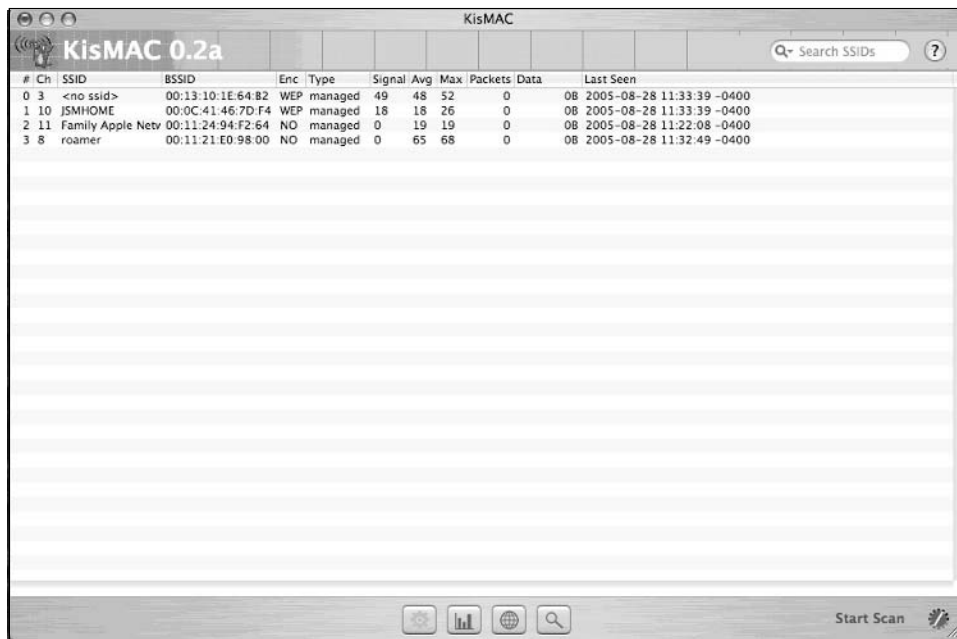 KisMAC
KisMAC 0.2a
Search SSIDs
?
# Ch SSID BSSID Enc Type Signal Avg Max Packets Data Last Seen
0 3 <no ssid> 00:13:10:1E:64:B2 WEP managed 49 48 52 0 0B 2005-08-28 11:33:39 -0400
1 10 JSMHOME 00:0C:41:46:7D:F4 WEP managed 18 18 26 0 0B 2005-08-28 11:33:39 -0400
2 11 Family Apple Netv 00:11:24:94:F2:64 NO managed 0 19 19 0 0B 2005-08-28 11:22:08 -0400
3 8 roamer 00:11:21:E0:98:00 NO managed 0 65 68 0 0B 2005-08-28 11:32:49 -0400
Start Scan